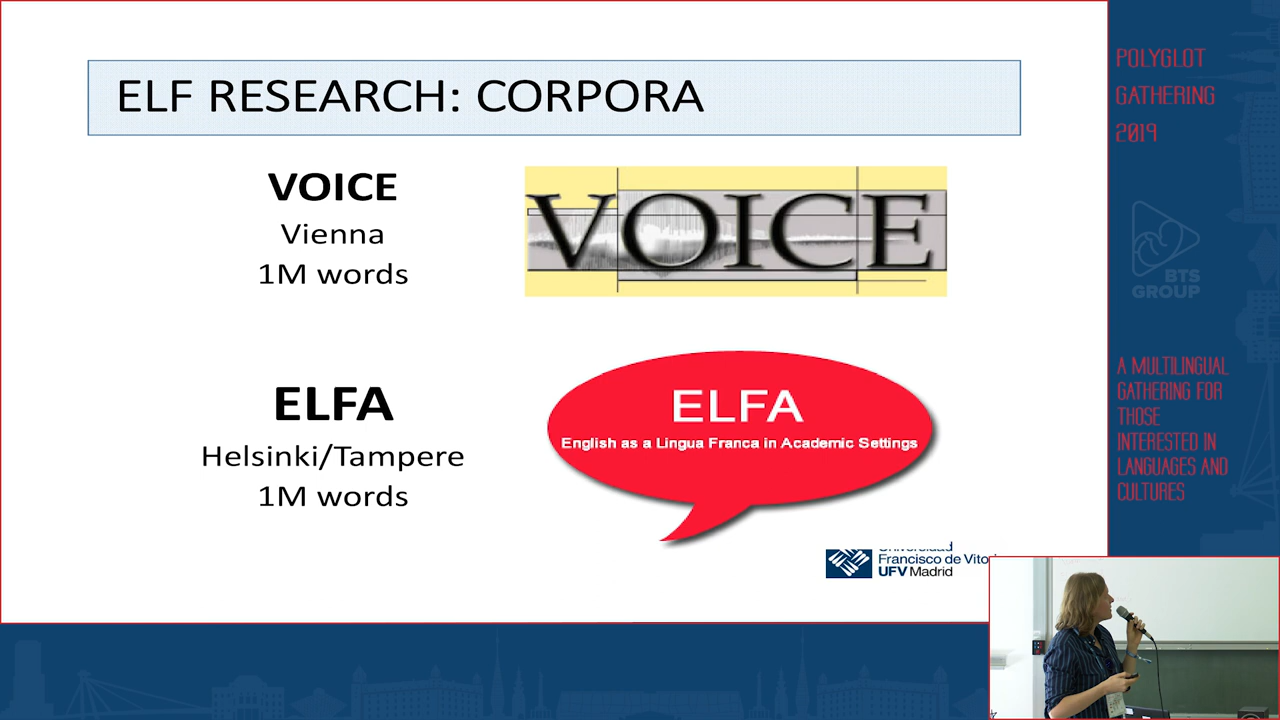 ELF RESEARCH: CORPORA
VOICE
Vienna
1M words
VOICE
ELFA
Helsinki/Tampere
1M words
ELFA
English as a Lingua Franca in Academic Settings
Universidad
Francisco de
UFV Madrid
POLYGLOT
GATHERING
2019
BTS
GROUP
A MULTILINGUAL
GATHERING FOR
THOSE
INTERESTED IN
LANGUAGES AND
CULTURES